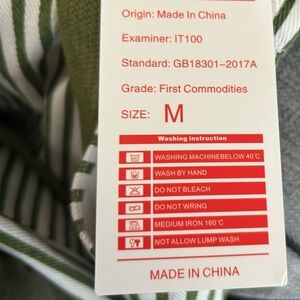 Origin: Made In China
Examiner: IT100
Standard: GB18301-2017A
Grade: First Commodities
SIZE: M
Washing instruction
WASHING MACHINEBELOW 40°C
WASH BY HAND
DO NOT BLEACH
DO NOT WRING
MEDIUM IRON 160°C
NOT ALLOW LUMP WASH
MADE IN CHINA